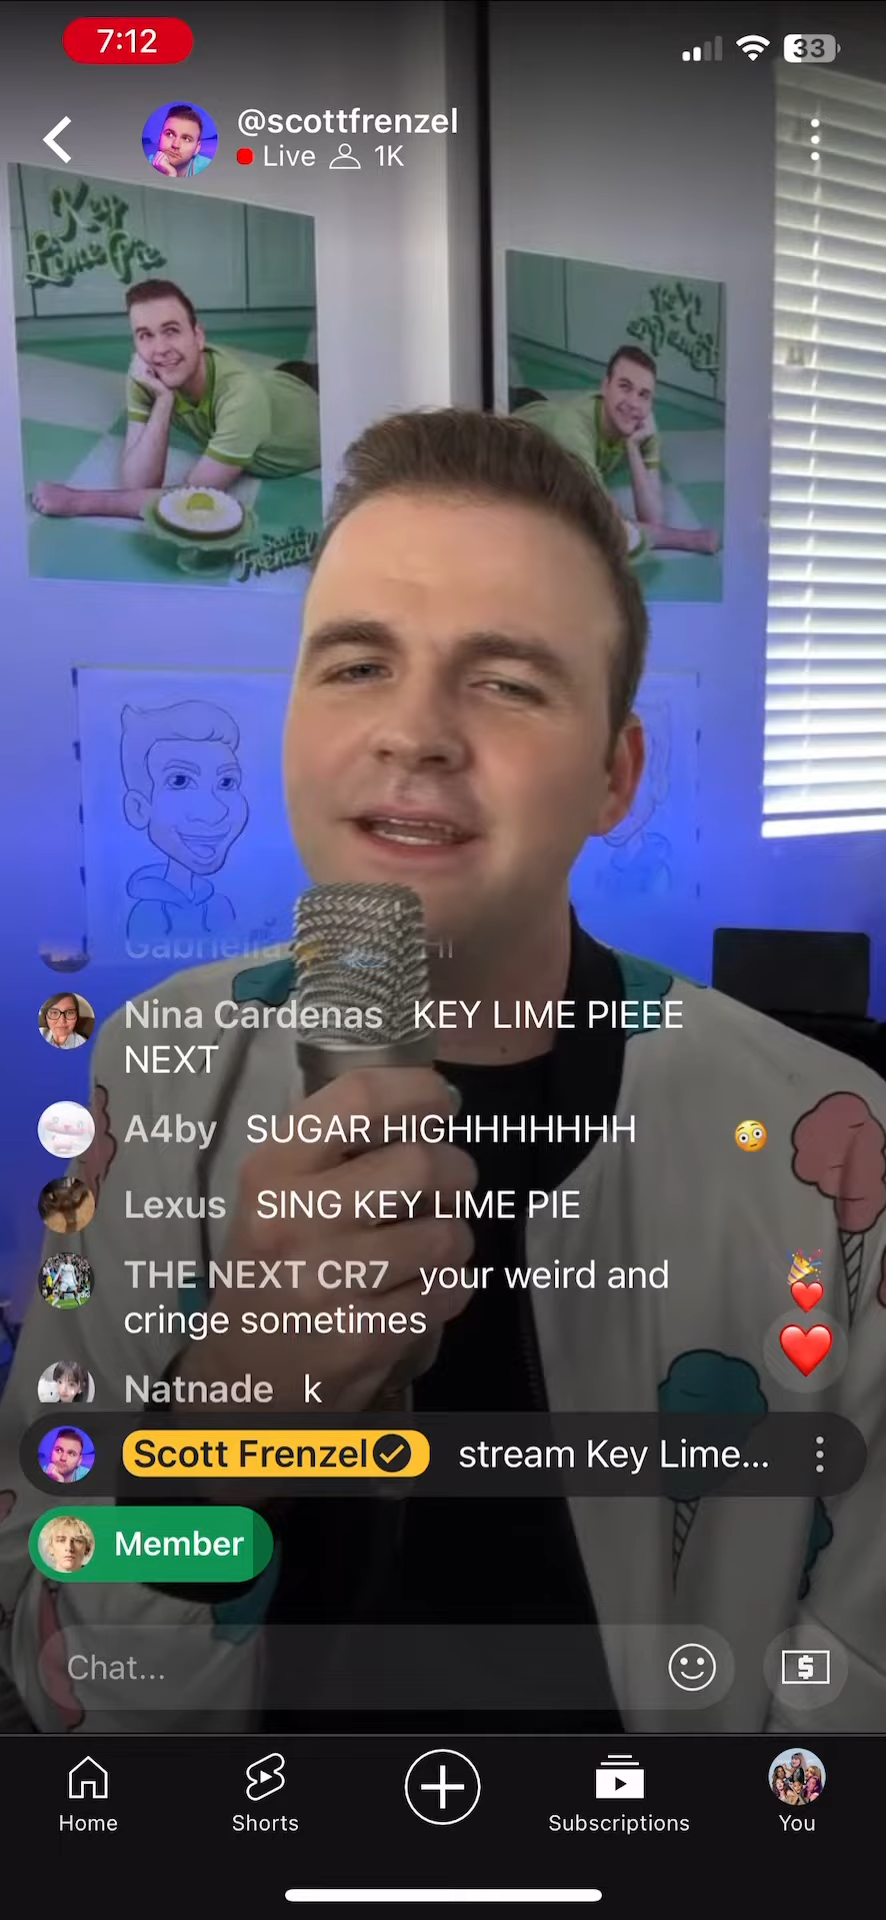 7:12
33
@scottfrenzel
Live 1K
Key
Lime Pie
Scott
Frenzel
Gabriella Hi
Nina Cardenas KEY LIME PIEEE
NEXT
A4by SUGAR HIGHHHHHHH
Lexus SING KEY LIME PIE
THE NEXT CR7 your weird and
cringe sometimes
Natnade k
Scott Frenzel stream Key Lime...
Member
Chat...
Home
Shorts
Subscriptions
You